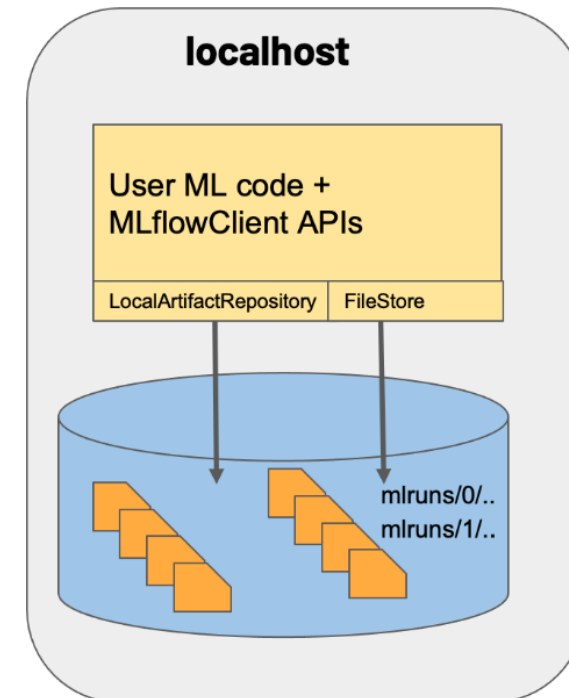 localhost
User ML code +
MLflowClient APIs
LocalArtifactRepository
FileStore
mlruns/0/..
mlruns/1/..